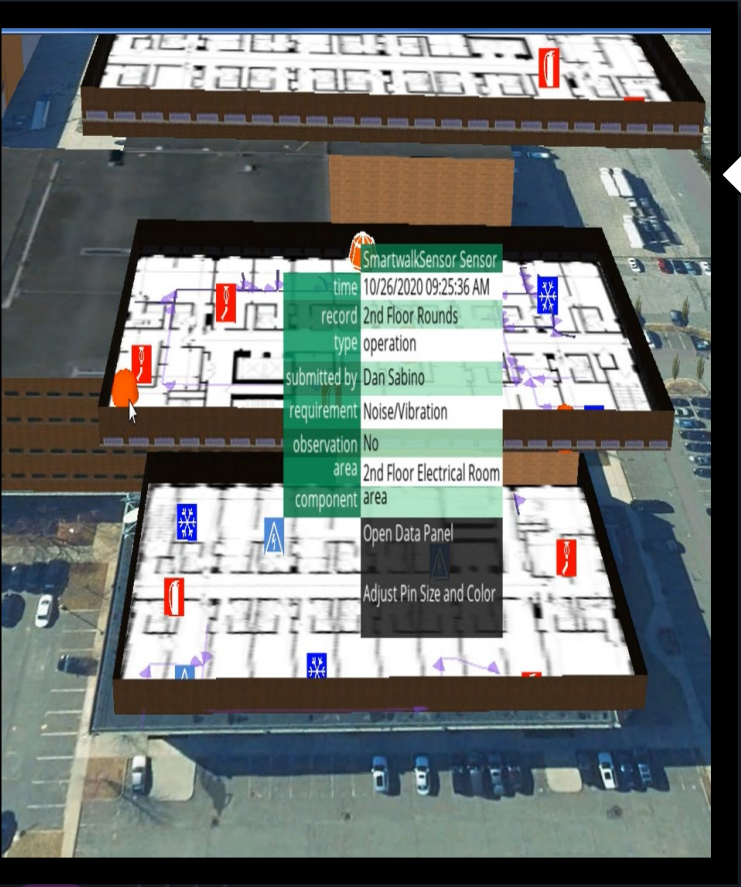 SmartwalkSensor Sensor
time 10/26/2020 09:25:36 AM
record 2nd Floor Rounds
type operation
submitted by Dan Sabino
requirement Noise/Vibration
observation No
area 2nd Floor Electrical Room
component area
Open Data Panel
Adjust Pin Size and Color